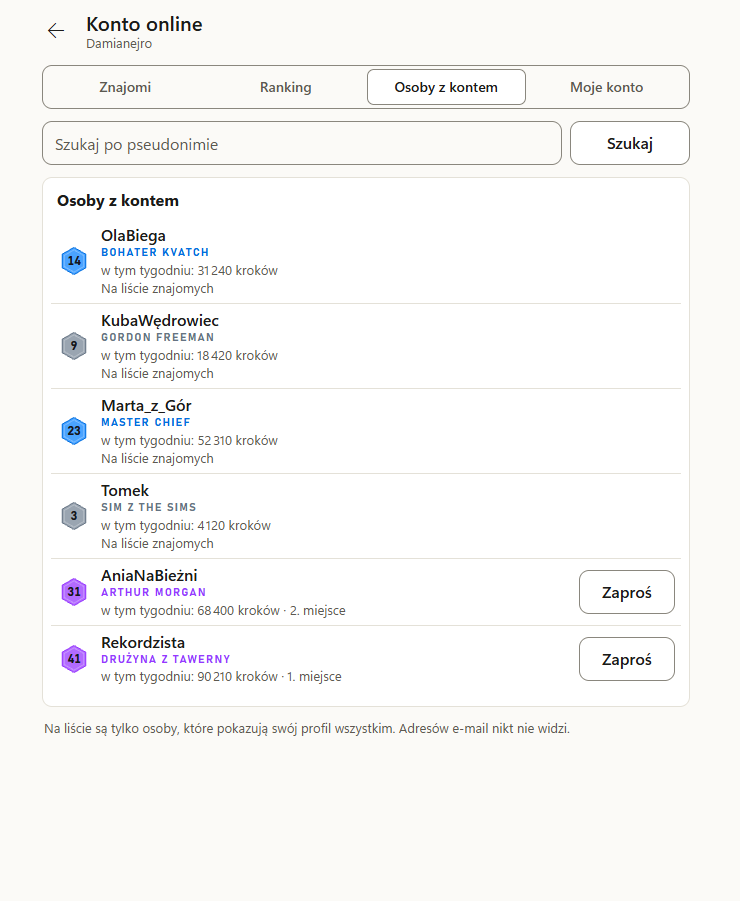 Konto online
Damianejro
Znajomi
Ranking
Osoby z kontem
Moje konto
Szukaj po pseudonimie
Szukaj
Osoby z kontem
14
OlaBiega
BOHATER KVATCH
w tym tygodniu: 31 240 kroków
Na liście znajomych
9
KubaWędrowiec
GORDON FREEMAN
w tym tygodniu: 18 420 kroków
Na liście znajomych
23
Marta_z_Gór
MASTER CHIEF
w tym tygodniu: 52 310 kroków
Na liście znajomych
3
Tomek
SIM Z THE SIMS
w tym tygodniu: 4120 kroków
Na liście znajomych
31
AniaNaBieżni
ARTHUR MORGAN
w tym tygodniu: 68 400 kroków · 2. miejsce
Zaproś
41
Rekordzista
DRUŻYNA Z TAWERNY
w tym tygodniu: 90 210 kroków · 1. miejsce
Zaproś
Na liście są tylko osoby, które pokazują swój profil wszystkim. Adresów e-mail nikt nie widzi.